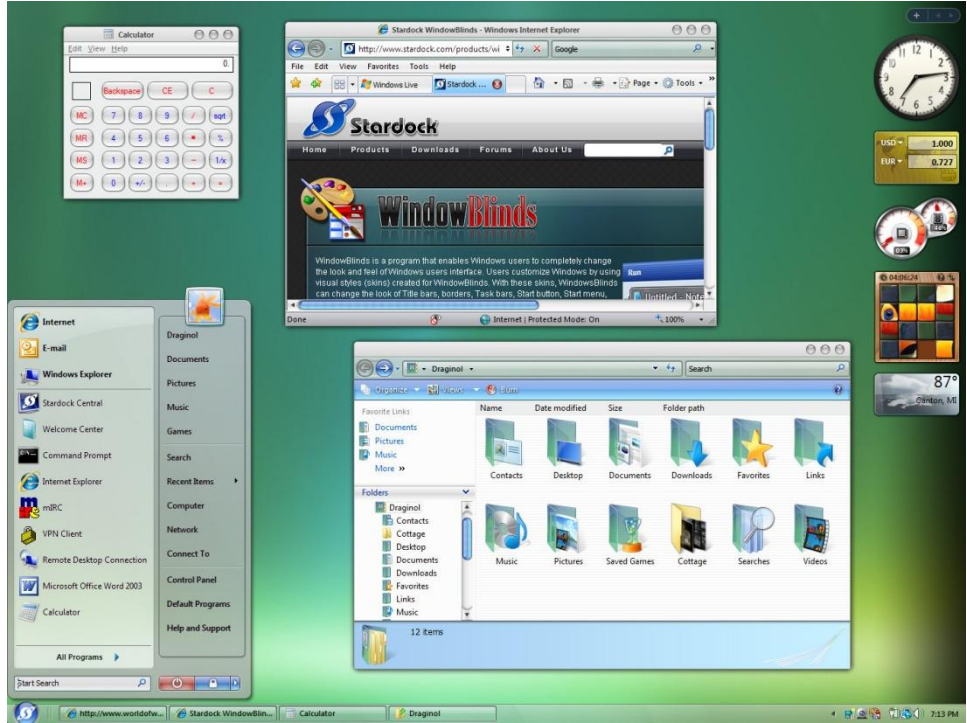 Calculator
Edit View Help
0.
Backspace CE C
MC 7 8 9 / sqrt
MR 4 5 6 * %
MS 1 2 3 - 1/x
M+ 0 +/- . + =
Stardock WindowBlinds - Windows Internet Explorer
http://www.stardock.com/products/wi
Google
File Edit View Favorites Tools Help
Windows Live
Stardock ...
Page
Tools
Stardock
Home Products Downloads Forums About Us
WindowBlinds
WindowBlinds is a program that enables Windows users to completely change
the look and feel of Windows users interface. Users customize Windows by using
visual styles (skins) created for WindowBlinds. With these skins, WindowsBlinds
can change the look of Title bars, borders, Task bars, Start button, Start menu,
Run
Untitled - Note
Done
Internet | Protected Mode: On
100%
12
USD 1.000
EUR 0.727
03%
04:06:24
87°
Canton, MI
Internet
E-mail
Windows Explorer
Stardock Central
Welcome Center
Command Prompt
Internet Explorer
mIRC
VPN Client
Remote Desktop Connection
Microsoft Office Word 2003
Calculator
All Programs
Start Search
Draginol
Documents
Pictures
Music
Games
Search
Recent Items
Computer
Network
Connect To
Control Panel
Default Programs
Help and Support
Draginol
Search
Organize Views Burn
Favorite Links
Documents
Pictures
Music
More »
Folders
Draginol
Contacts
Cottage
Desktop
Documents
Downloads
Favorites
Links
Music
Name Date modified Size Folder path
Contacts Desktop Documents Downloads Favorites Links
Music Pictures Saved Games Cottage Searches Videos
12 items
http://www.worldofw...
Stardock WindowBlin...
Calculator
Draginol
7:13 PM